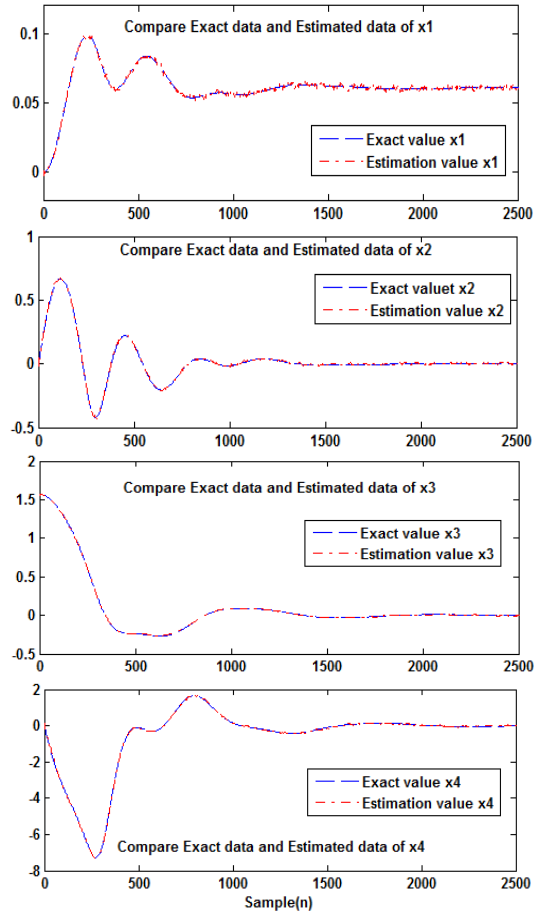 Compare Exact data and Estimated data of x1
0.1
0.05
0
Exact value x1
Estimation value x1
0 500 1000 1500 2000 2500
Compare Exact data and Estimated data of x2
1
0.5
0
-0.5
Exact valuet x2
Estimation value x2
0 500 1000 1500 2000 2500
2
1.5
1
0.5
0
-0.5
Compare Exact data and Estimated data of x3
Exact value x3
Estimation value x3
0 500 1000 1500 2000 2500
2
0
-2
-4
-6
-8
Exact value x4
Estimation value x4
Compare Exact data and Estimated data of x4
0 500 1000 1500 2000 2500
Sample(n)